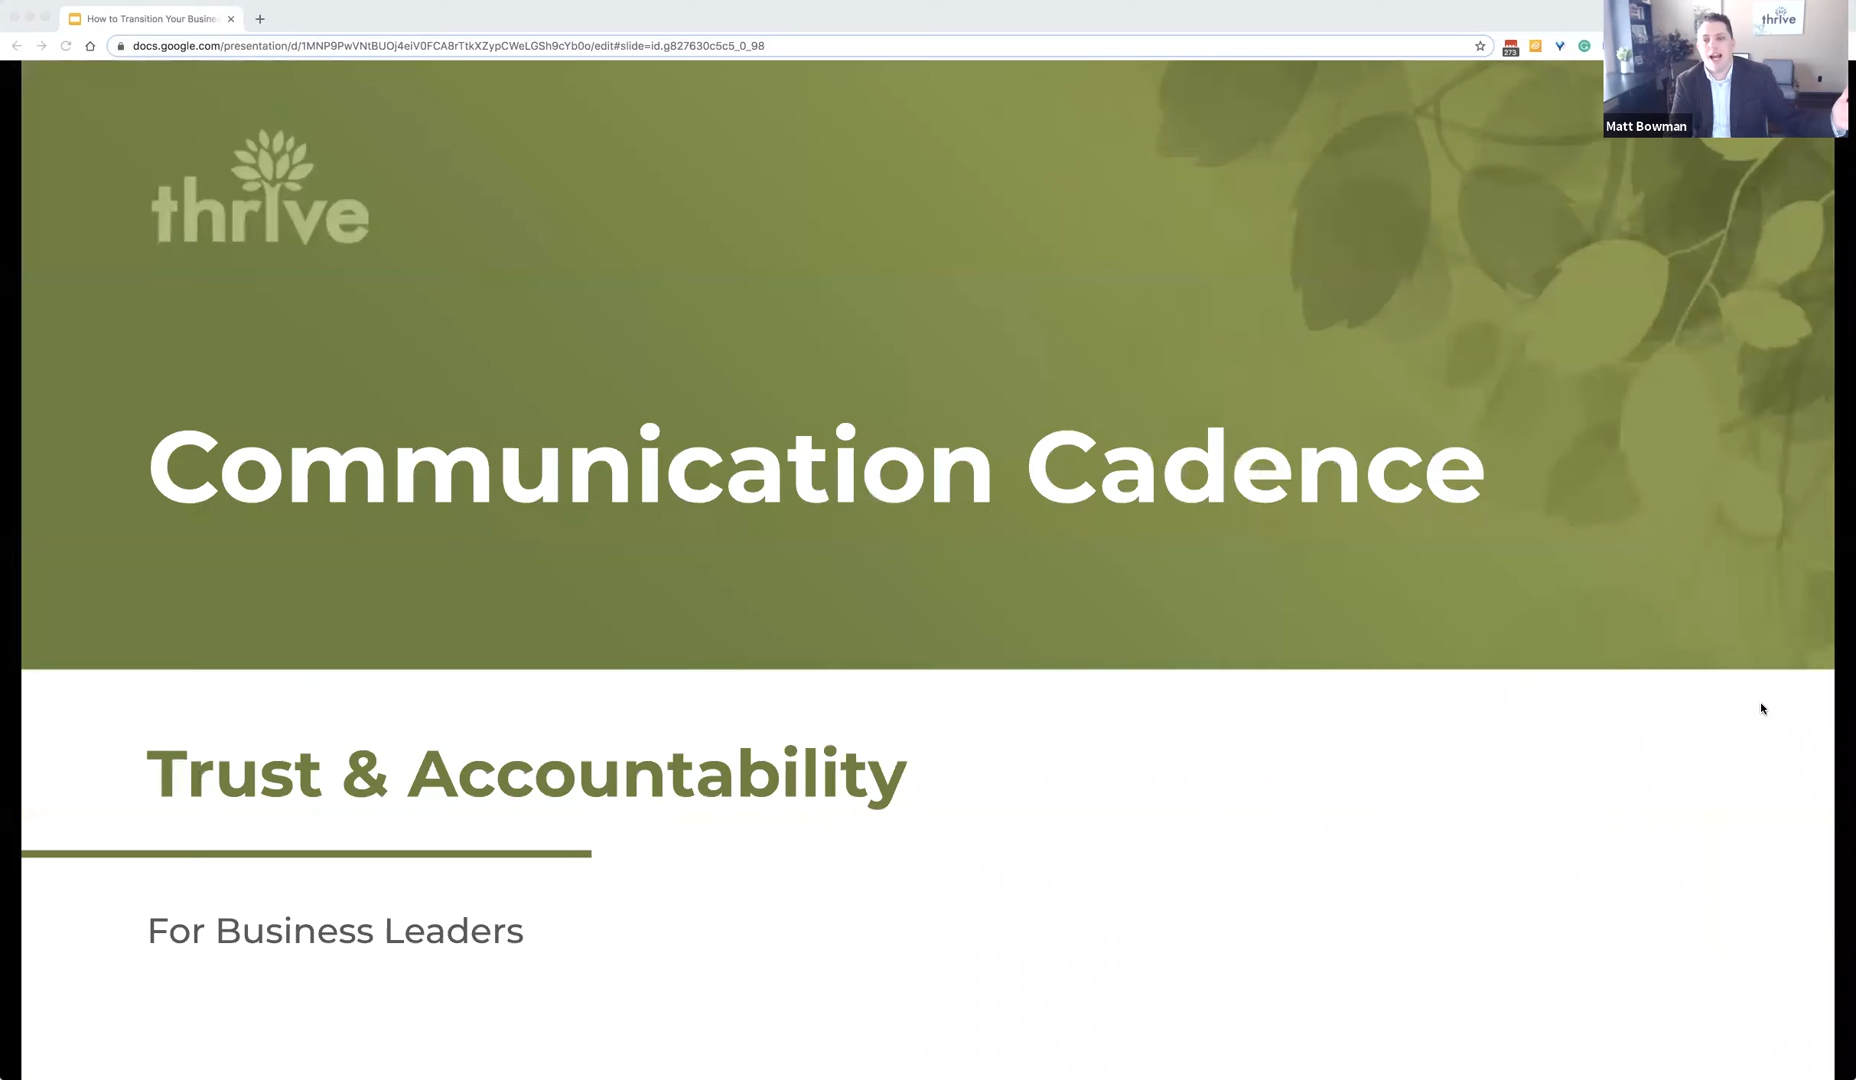 How to Transition Your Busine
docs.google.com/presentation/d/1MNP9PwVNtBUOj4eiV0FCA8rTtkXZypCWeLGSh9cYb0o/edit#slide=id.g827630c5c5_0_98
273
thrive
Matt Bowman
thrive
Communication Cadence
Trust & Accountability
For Business Leaders